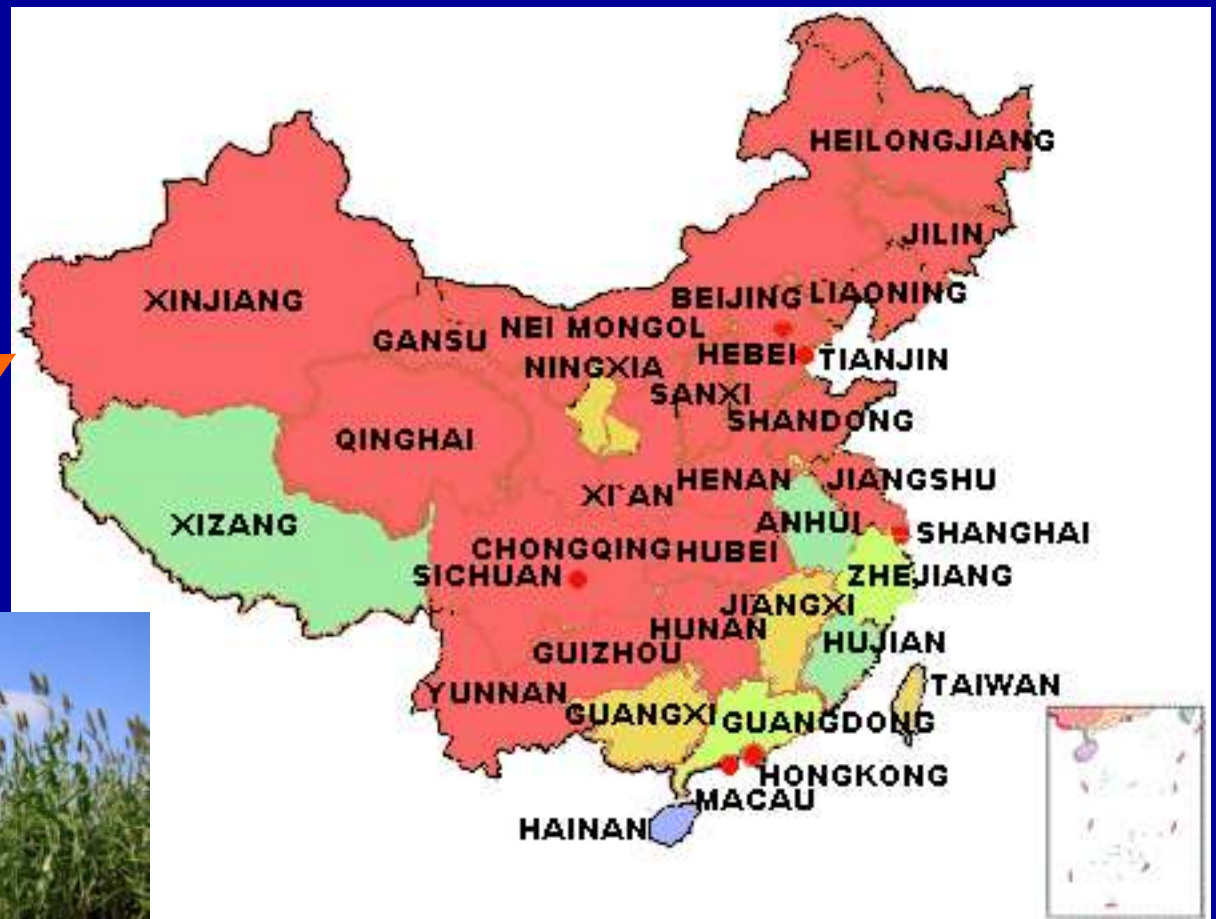 HEILONGJIANG
JILIN
BEIJING LIAONING
XINJIANG
NEI MONGOL
GANSU
HEBEI TIANJIN
NINGXIA
SANXI
SHANDONG
QINGHAI
HENAN JIANGSHU
XI'AN
XIZANG
ANHUI SHANGHAI
CHONGQING HUBEI
SICHUAN ZHEJIANG
JIANGXI
HUNAN HUJIAN
GUIZHOU
TAIWAN
YUNNAN
GUANGXI GUANGDONG
HONGKONG
MACAU
HAINAN